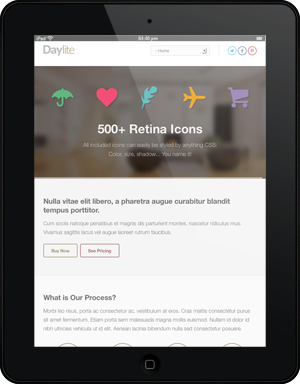 iPad
04:45 pm
Daylite
- Home
500+ Retina Icons
All included icons can easily be styled by anything CSS:
Color, size, shadow... You name it!
Nulla vitae elit libero, a pharetra augue curabitur blandit
tempus porttitor.
Cum sociis natoque penatibus et magnis dis parturient montes, nascetur ridiculus mus.
Vivamus sagittis lacus vel augue laoreet rutrum faucibus.
Buy Now
See Pricing
What is Our Process?
Morbi leo risus, porta ac consectetur ac, vestibulum at eros. Cras mattis consectetur purus
sit amet fermentum. Etiam porta sem malesuada magna mollis euismod. Nullam id dolor id
nibh ultricies vehicula ut id elit. Aenean lacinia bibendum nulla sed consectetur posuere.